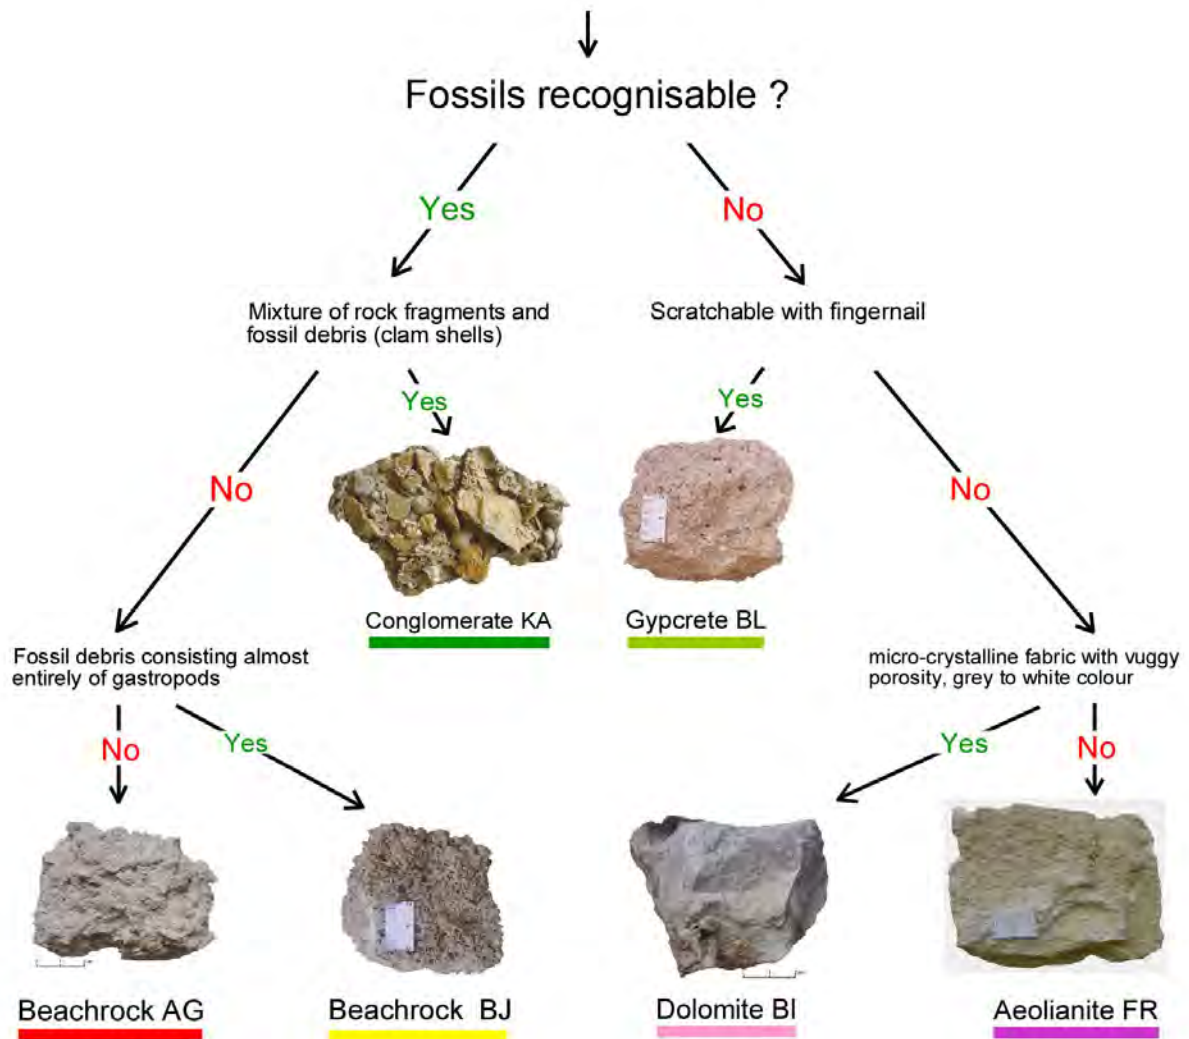 Fossils recognisable ?
Yes
No
Mixture of rock fragments and
fossil debris (clam shells)
Scratchable with fingernail
Yes
Yes
No
No
Conglomerate KA
Gypcrete BL
Fossil debris consisting almost
entirely of gastropods
micro-crystalline fabric with vuggy
porosity, grey to white colour
No
Yes
Yes
No
Beachrock AG
Beachrock BJ
Dolomite BI
Aeolianite FR